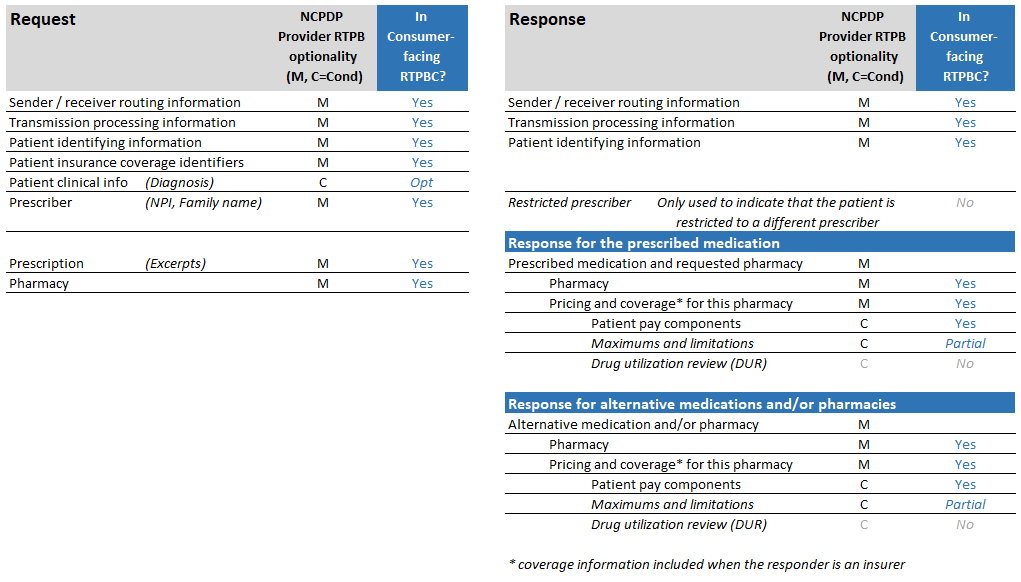 Request
NCPDP
Provider RTPB
optionality
(M, C=Cond)
In
Consumer-
facing
RTPBC?
Sender / receiver routing information M Yes
Transmission processing information M Yes
Patient identifying information M Yes
Patient insurance coverage identifiers M Yes
Patient clinical info (Diagnosis) C Opt
Prescriber (NPI, Family name) M Yes
Prescription (Excerpts) M Yes
Pharmacy M Yes
Response
NCPDP
Provider RTPB
optionality
(M, C=Cond)
In
Consumer-
facing
RTPBC?
Sender / receiver routing information M Yes
Transmission processing information M Yes
Patient identifying information M Yes
Restricted prescriber Only used to indicate that the patient is No
restricted to a different prescriber
Response for the prescribed medication
Prescribed medication and requested pharmacy M
Pharmacy M Yes
Pricing and coverage* for this pharmacy M Yes
Patient pay components C Yes
Maximums and limitations C Partial
Drug utilization review (DUR) C No
Response for alternative medications and/or pharmacies
Alternative medication and/or pharmacy M
Pharmacy M Yes
Pricing and coverage* for this pharmacy M Yes
Patient pay components C Yes
Maximums and limitations C Partial
Drug utilization review (DUR) C No
* coverage information included when the responder is an insurer